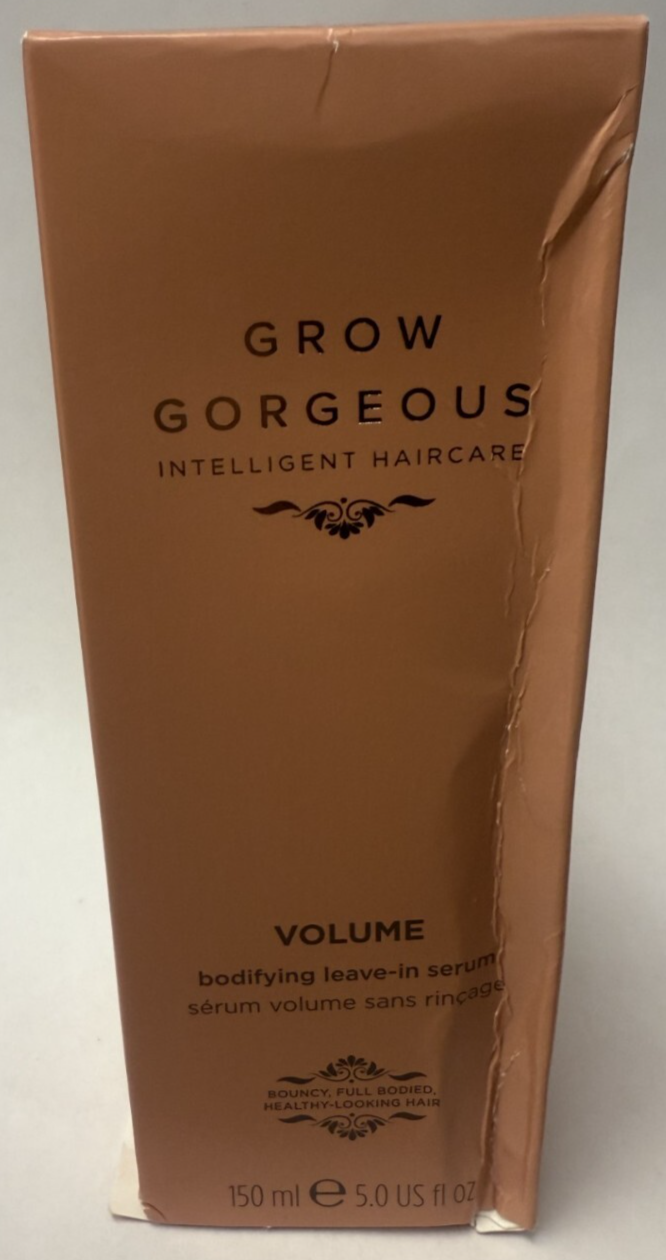 GROW
GORGEOUS
INTELLIGENT HAIRCARE
VOLUME
bodifying leave-in serum
sérum volume sans rinçage
BOUNCY, FULL BODIED,
HEALTHY-LOOKING HAIR
150 ml ℮ 5.0 US fl oz